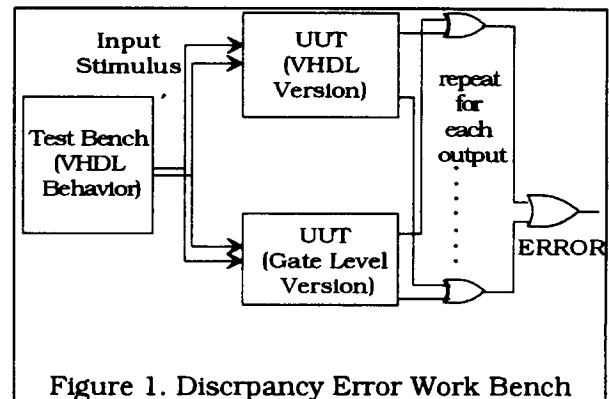 Input
Stimulus
UUT
(VHDL
Version)
repeat
for
each
output
Test Bench
(VHDL
Behavior)
UUT
(Gate Level
Version)
ERROR
Figure 1. Discrpancy Error Work Bench